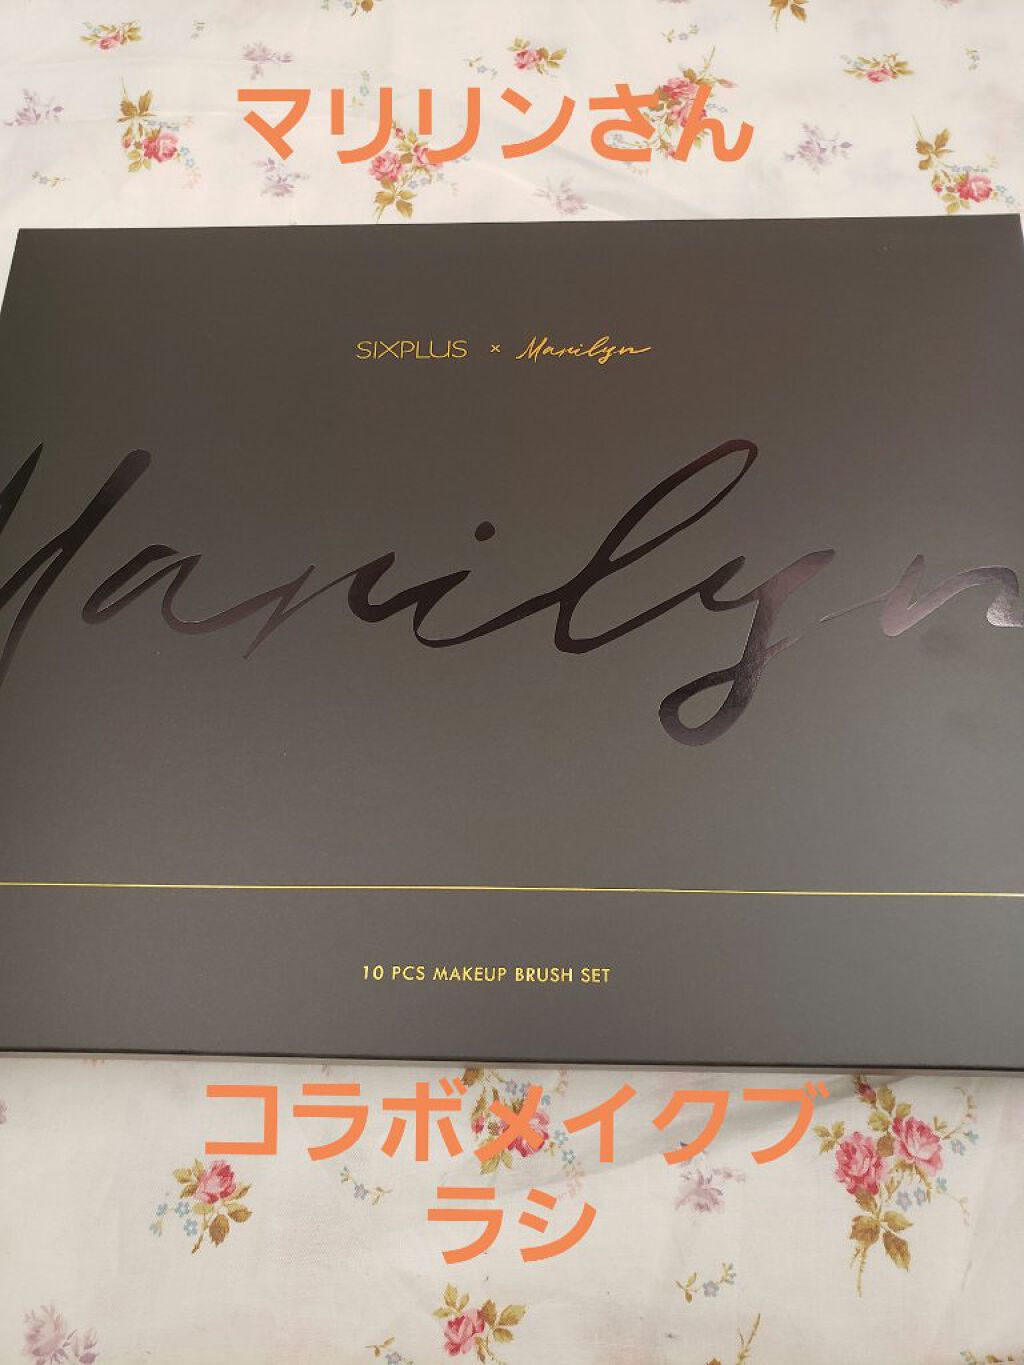 マリリンさん
SIXPLUS × Marilyn
Marilyn
10 PCS MAKEUP BRUSH SET
コラボメイクブ
ラシ